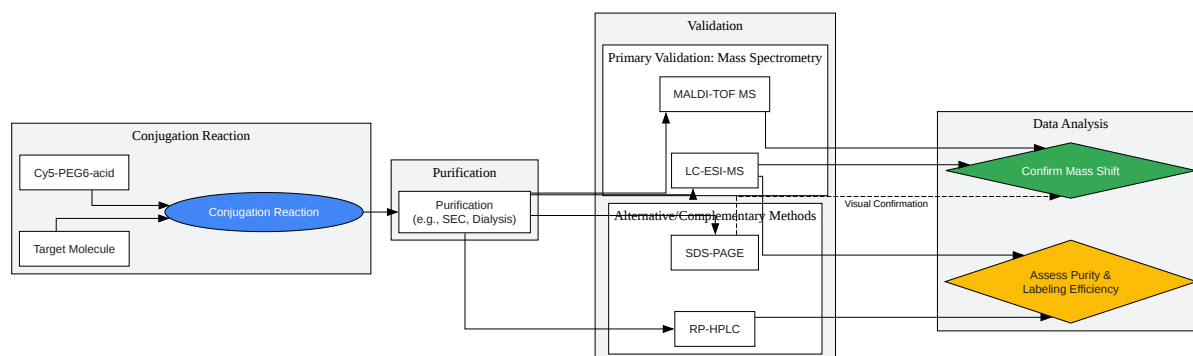 Conjugation Reaction
Cy5-PEG6-acid
Target Molecule
Conjugation Reaction
Purification
Purification
(e.g., SEC, Dialysis)
Validation
Primary Validation: Mass Spectrometry
MALDI-TOF MS
LC-ESI-MS
Alternative/Complementary Methods
SDS-PAGE
RP-HPLC
Visual Confirmation
Data Analysis
Confirm Mass Shift
Assess Purity &
Labeling Efficiency